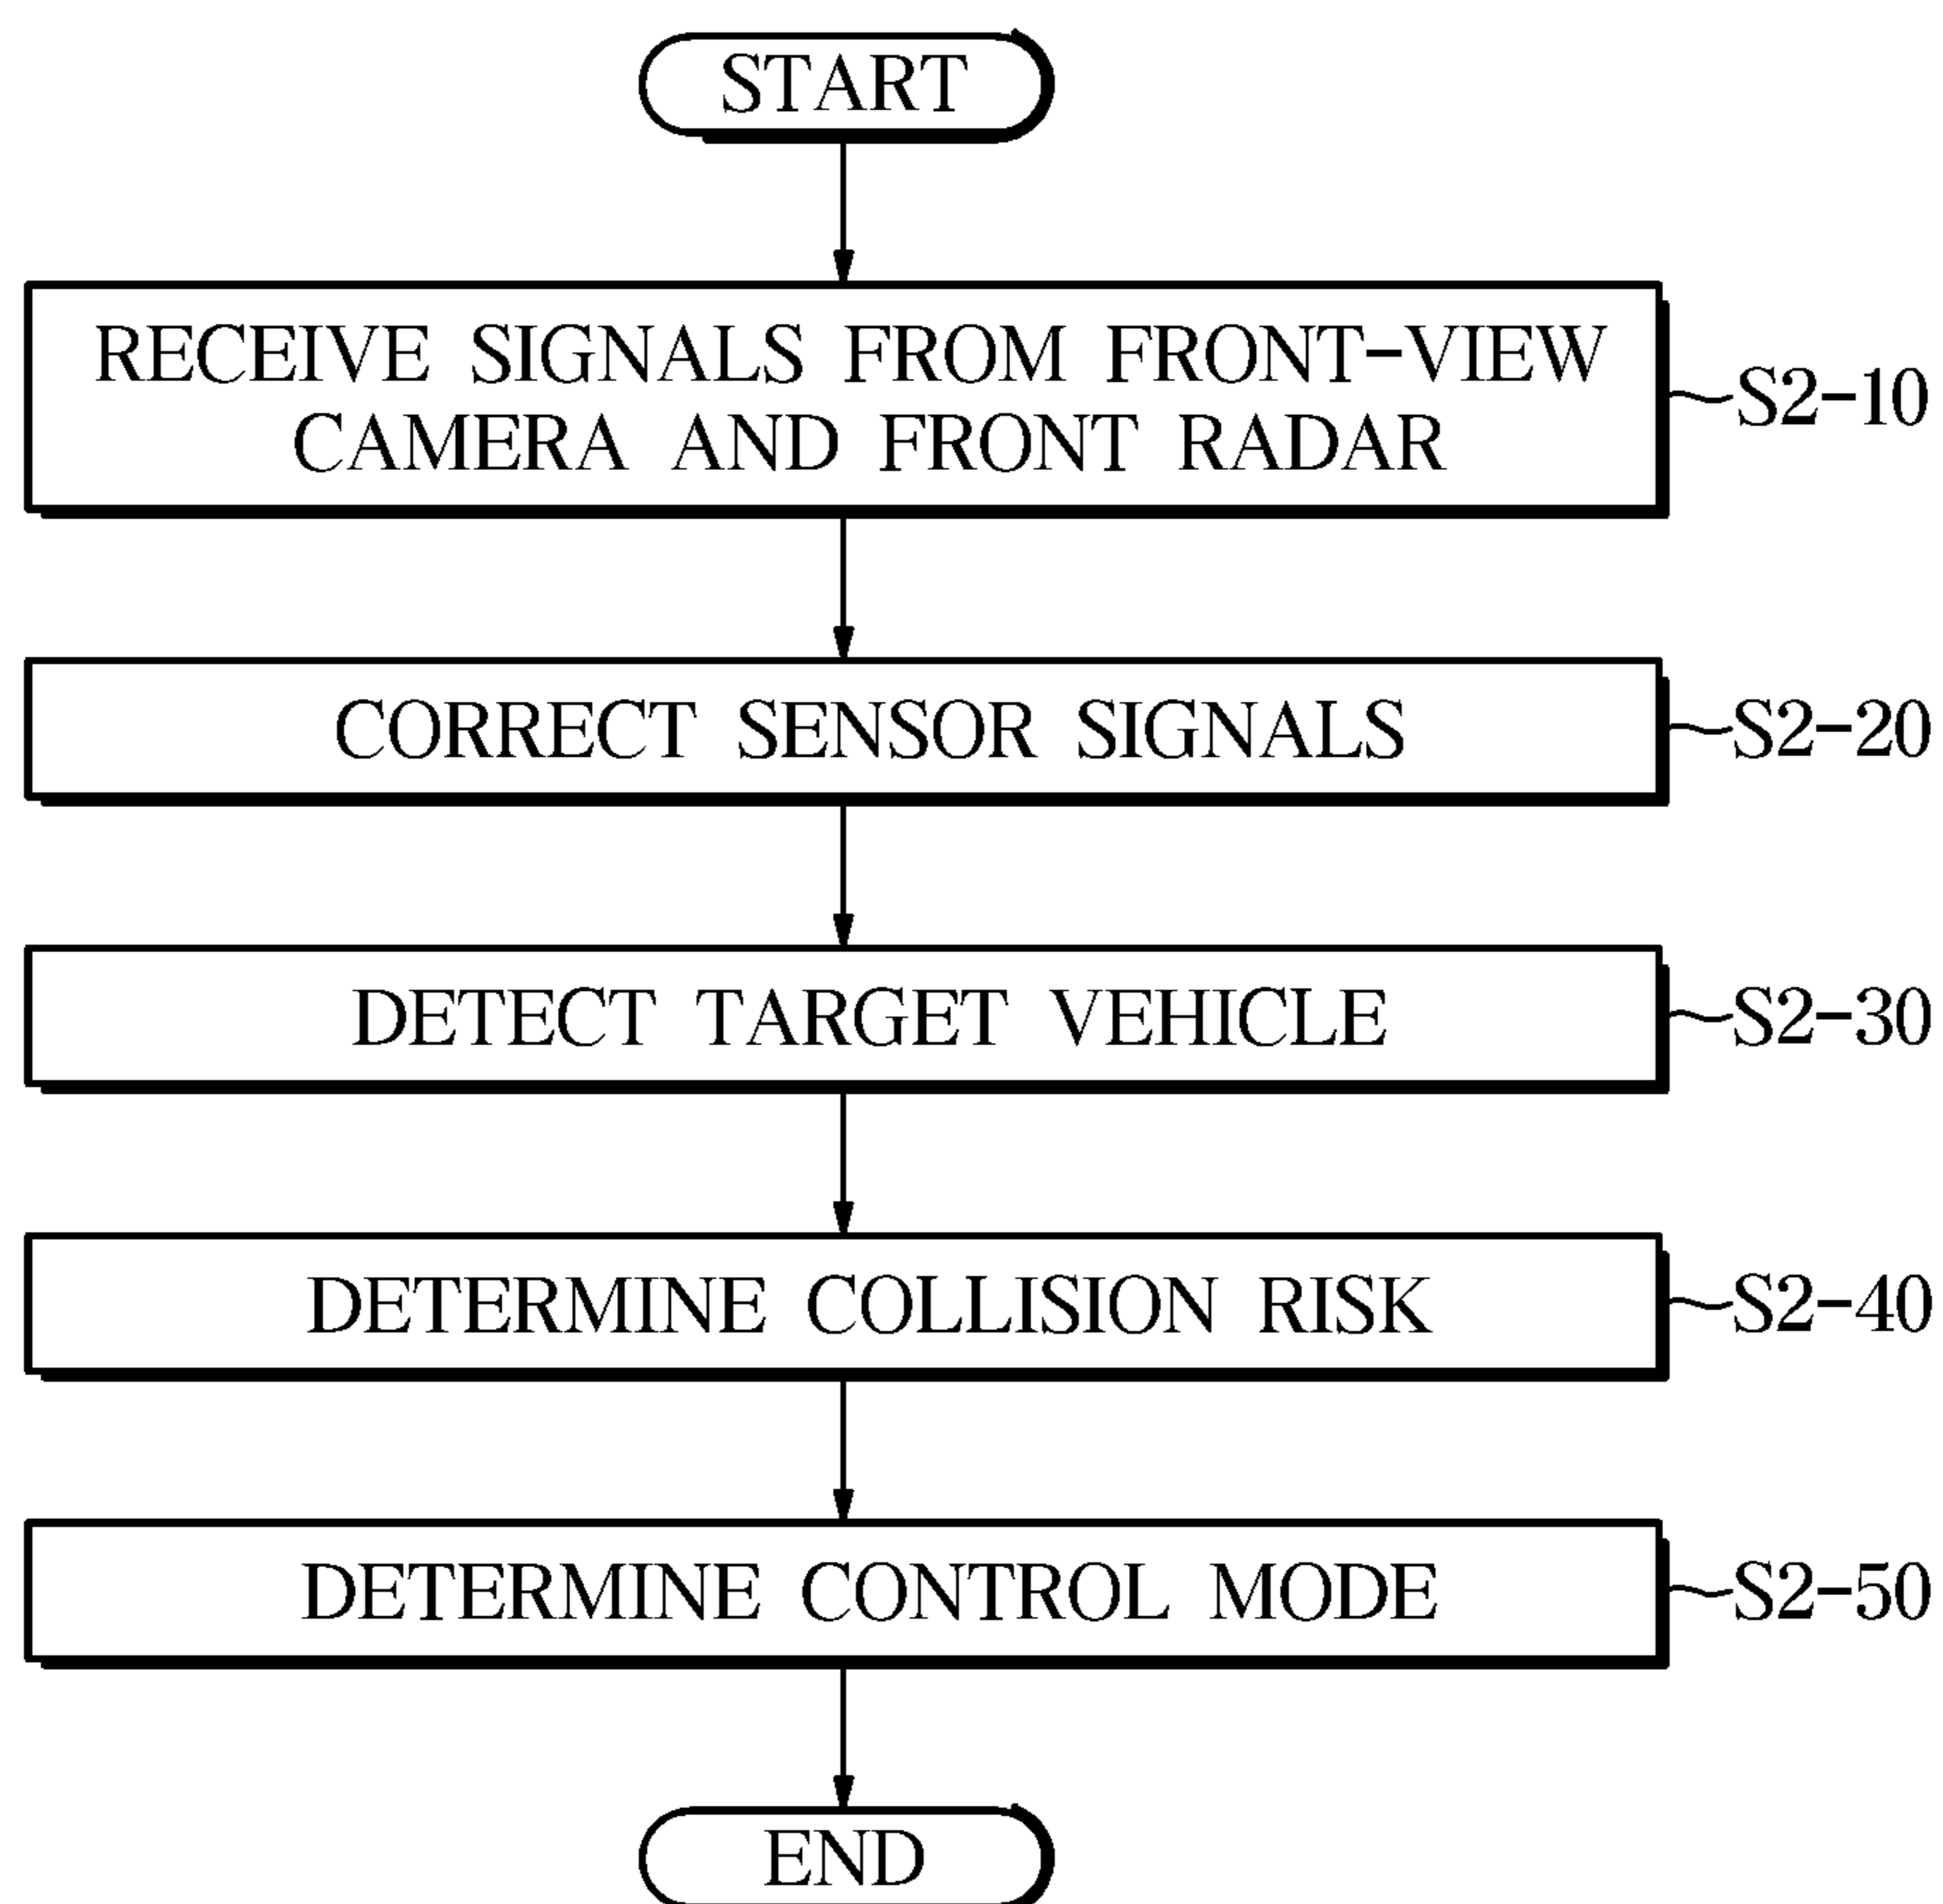 START
RECEIVE SIGNALS FROM FRONT-VIEW
CAMERA AND FRONT RADAR
S2-10
CORRECT SENSOR SIGNALS
S2-20
DETECT TARGET VEHICLE
S2-30
DETERMINE COLLISION RISK
S2-40
DETERMINE CONTROL MODE
S2-50
END